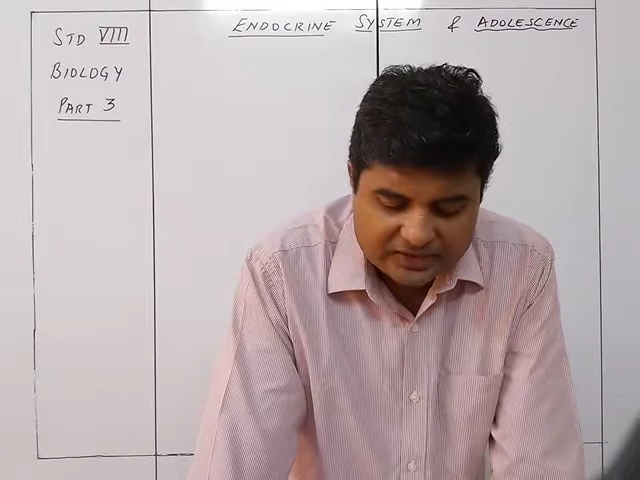 STD VIII
BIOLOGY
PART 3
ENDOCRINE SYSTEM & ADOLESCENCE